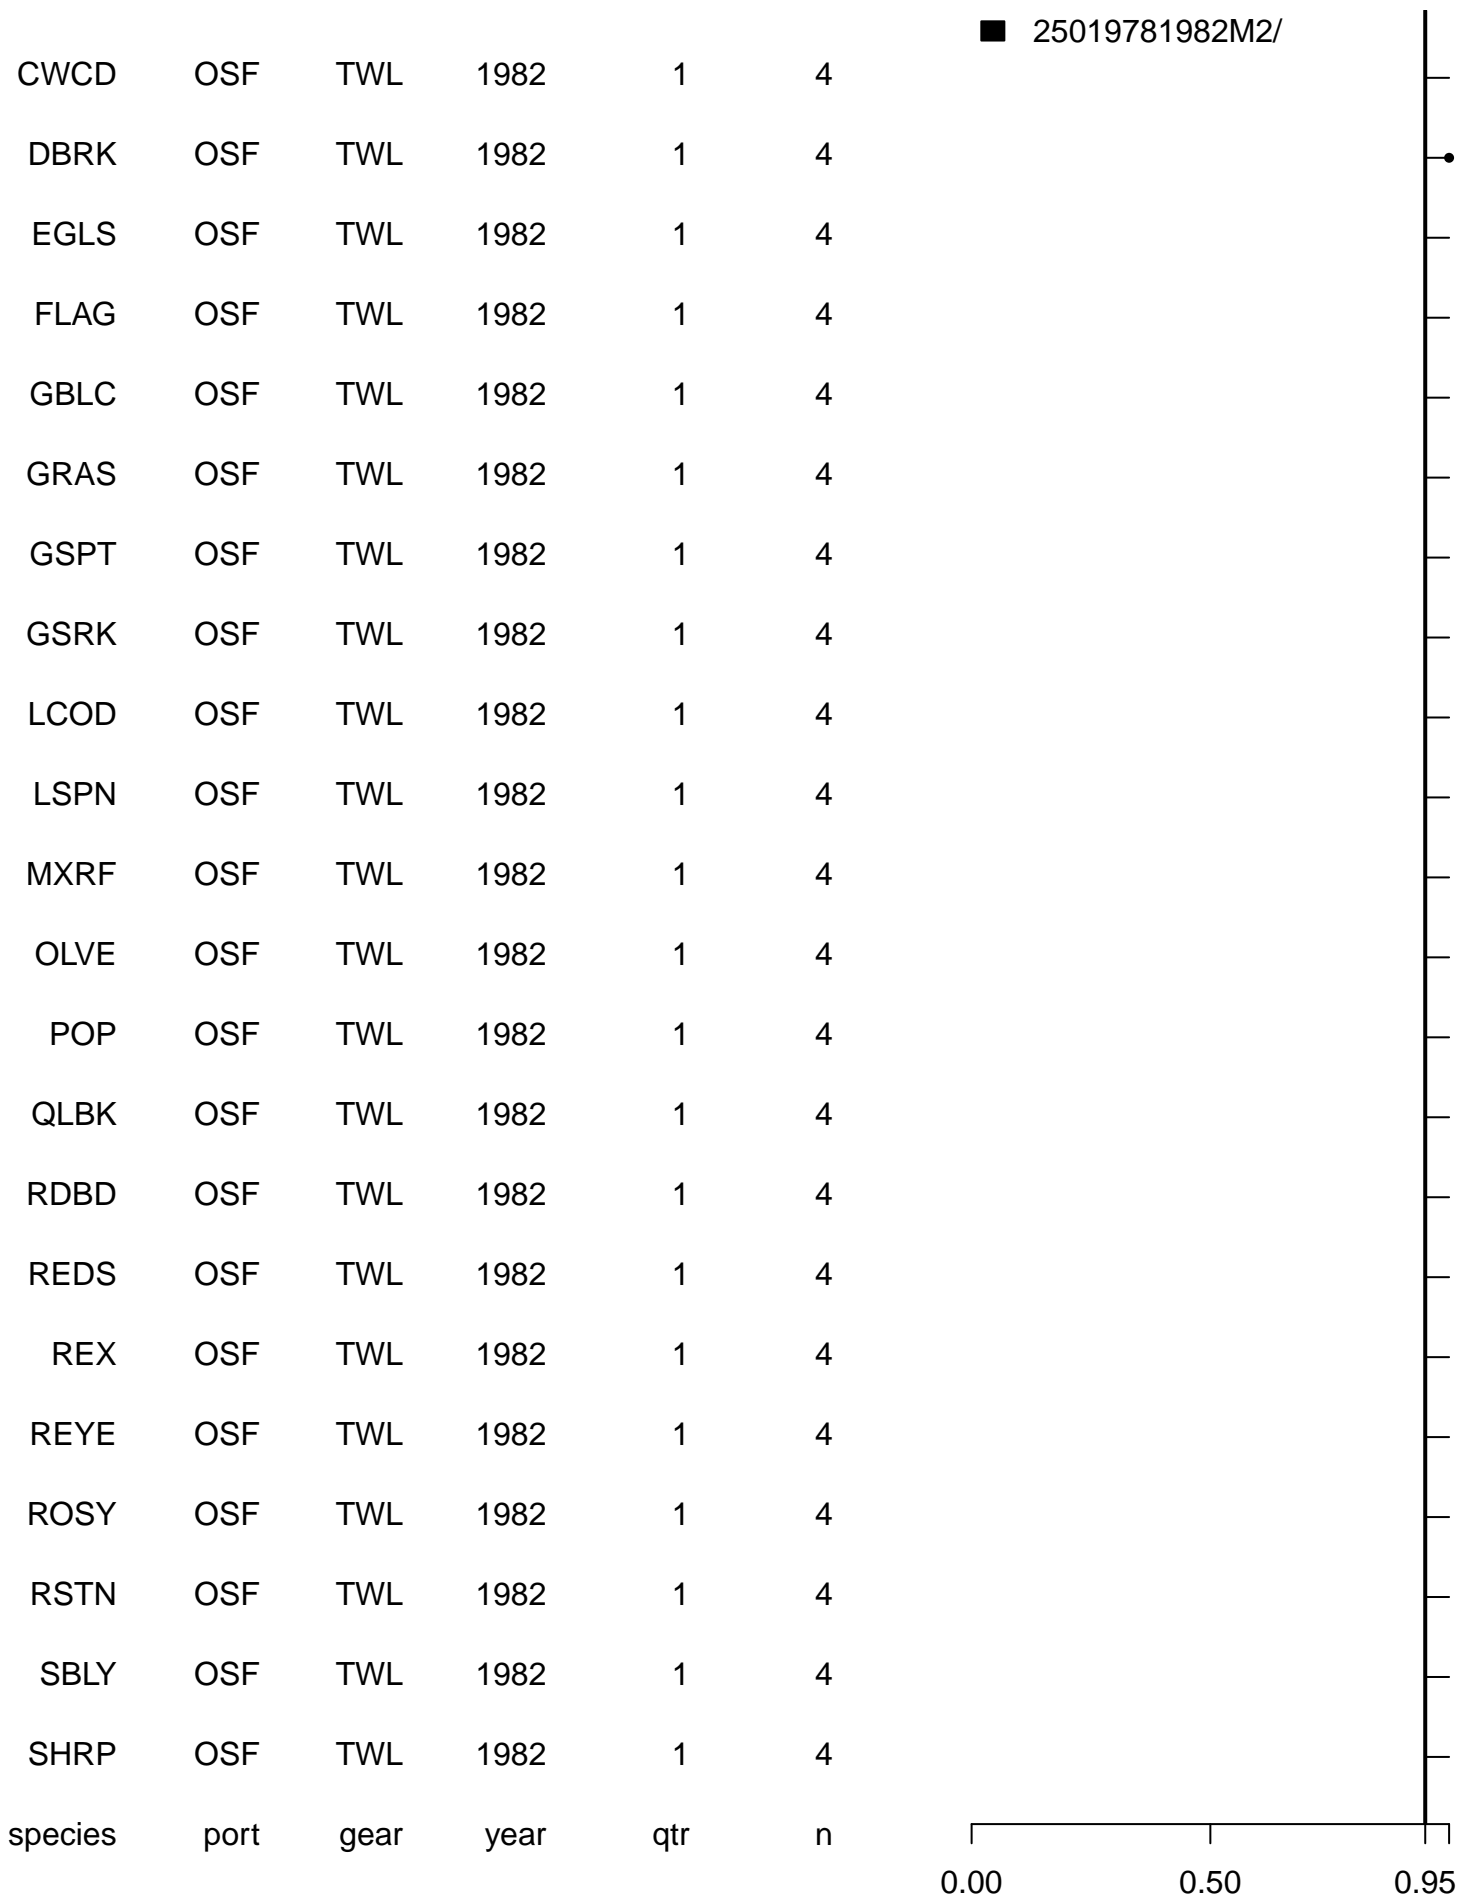 25019781982M2/
CWCD OSF TWL 1982 1 4
DBRK OSF TWL 1982 1 4
EGLS OSF TWL 1982 1 4
FLAG OSF TWL 1982 1 4
GBLC OSF TWL 1982 1 4
GRAS OSF TWL 1982 1 4
GSPT OSF TWL 1982 1 4
GSRK OSF TWL 1982 1 4
LCOD OSF TWL 1982 1 4
LSPN OSF TWL 1982 1 4
MXRF OSF TWL 1982 1 4
OLVE OSF TWL 1982 1 4
POP OSF TWL 1982 1 4
QLBK OSF TWL 1982 1 4
RDBD OSF TWL 1982 1 4
REDS OSF TWL 1982 1 4
REX OSF TWL 1982 1 4
REYE OSF TWL 1982 1 4
ROSY OSF TWL 1982 1 4
RSTN OSF TWL 1982 1 4
SBLY OSF TWL 1982 1 4
SHRP OSF TWL 1982 1 4
species port gear year qtr n
0.00 0.50 0.95